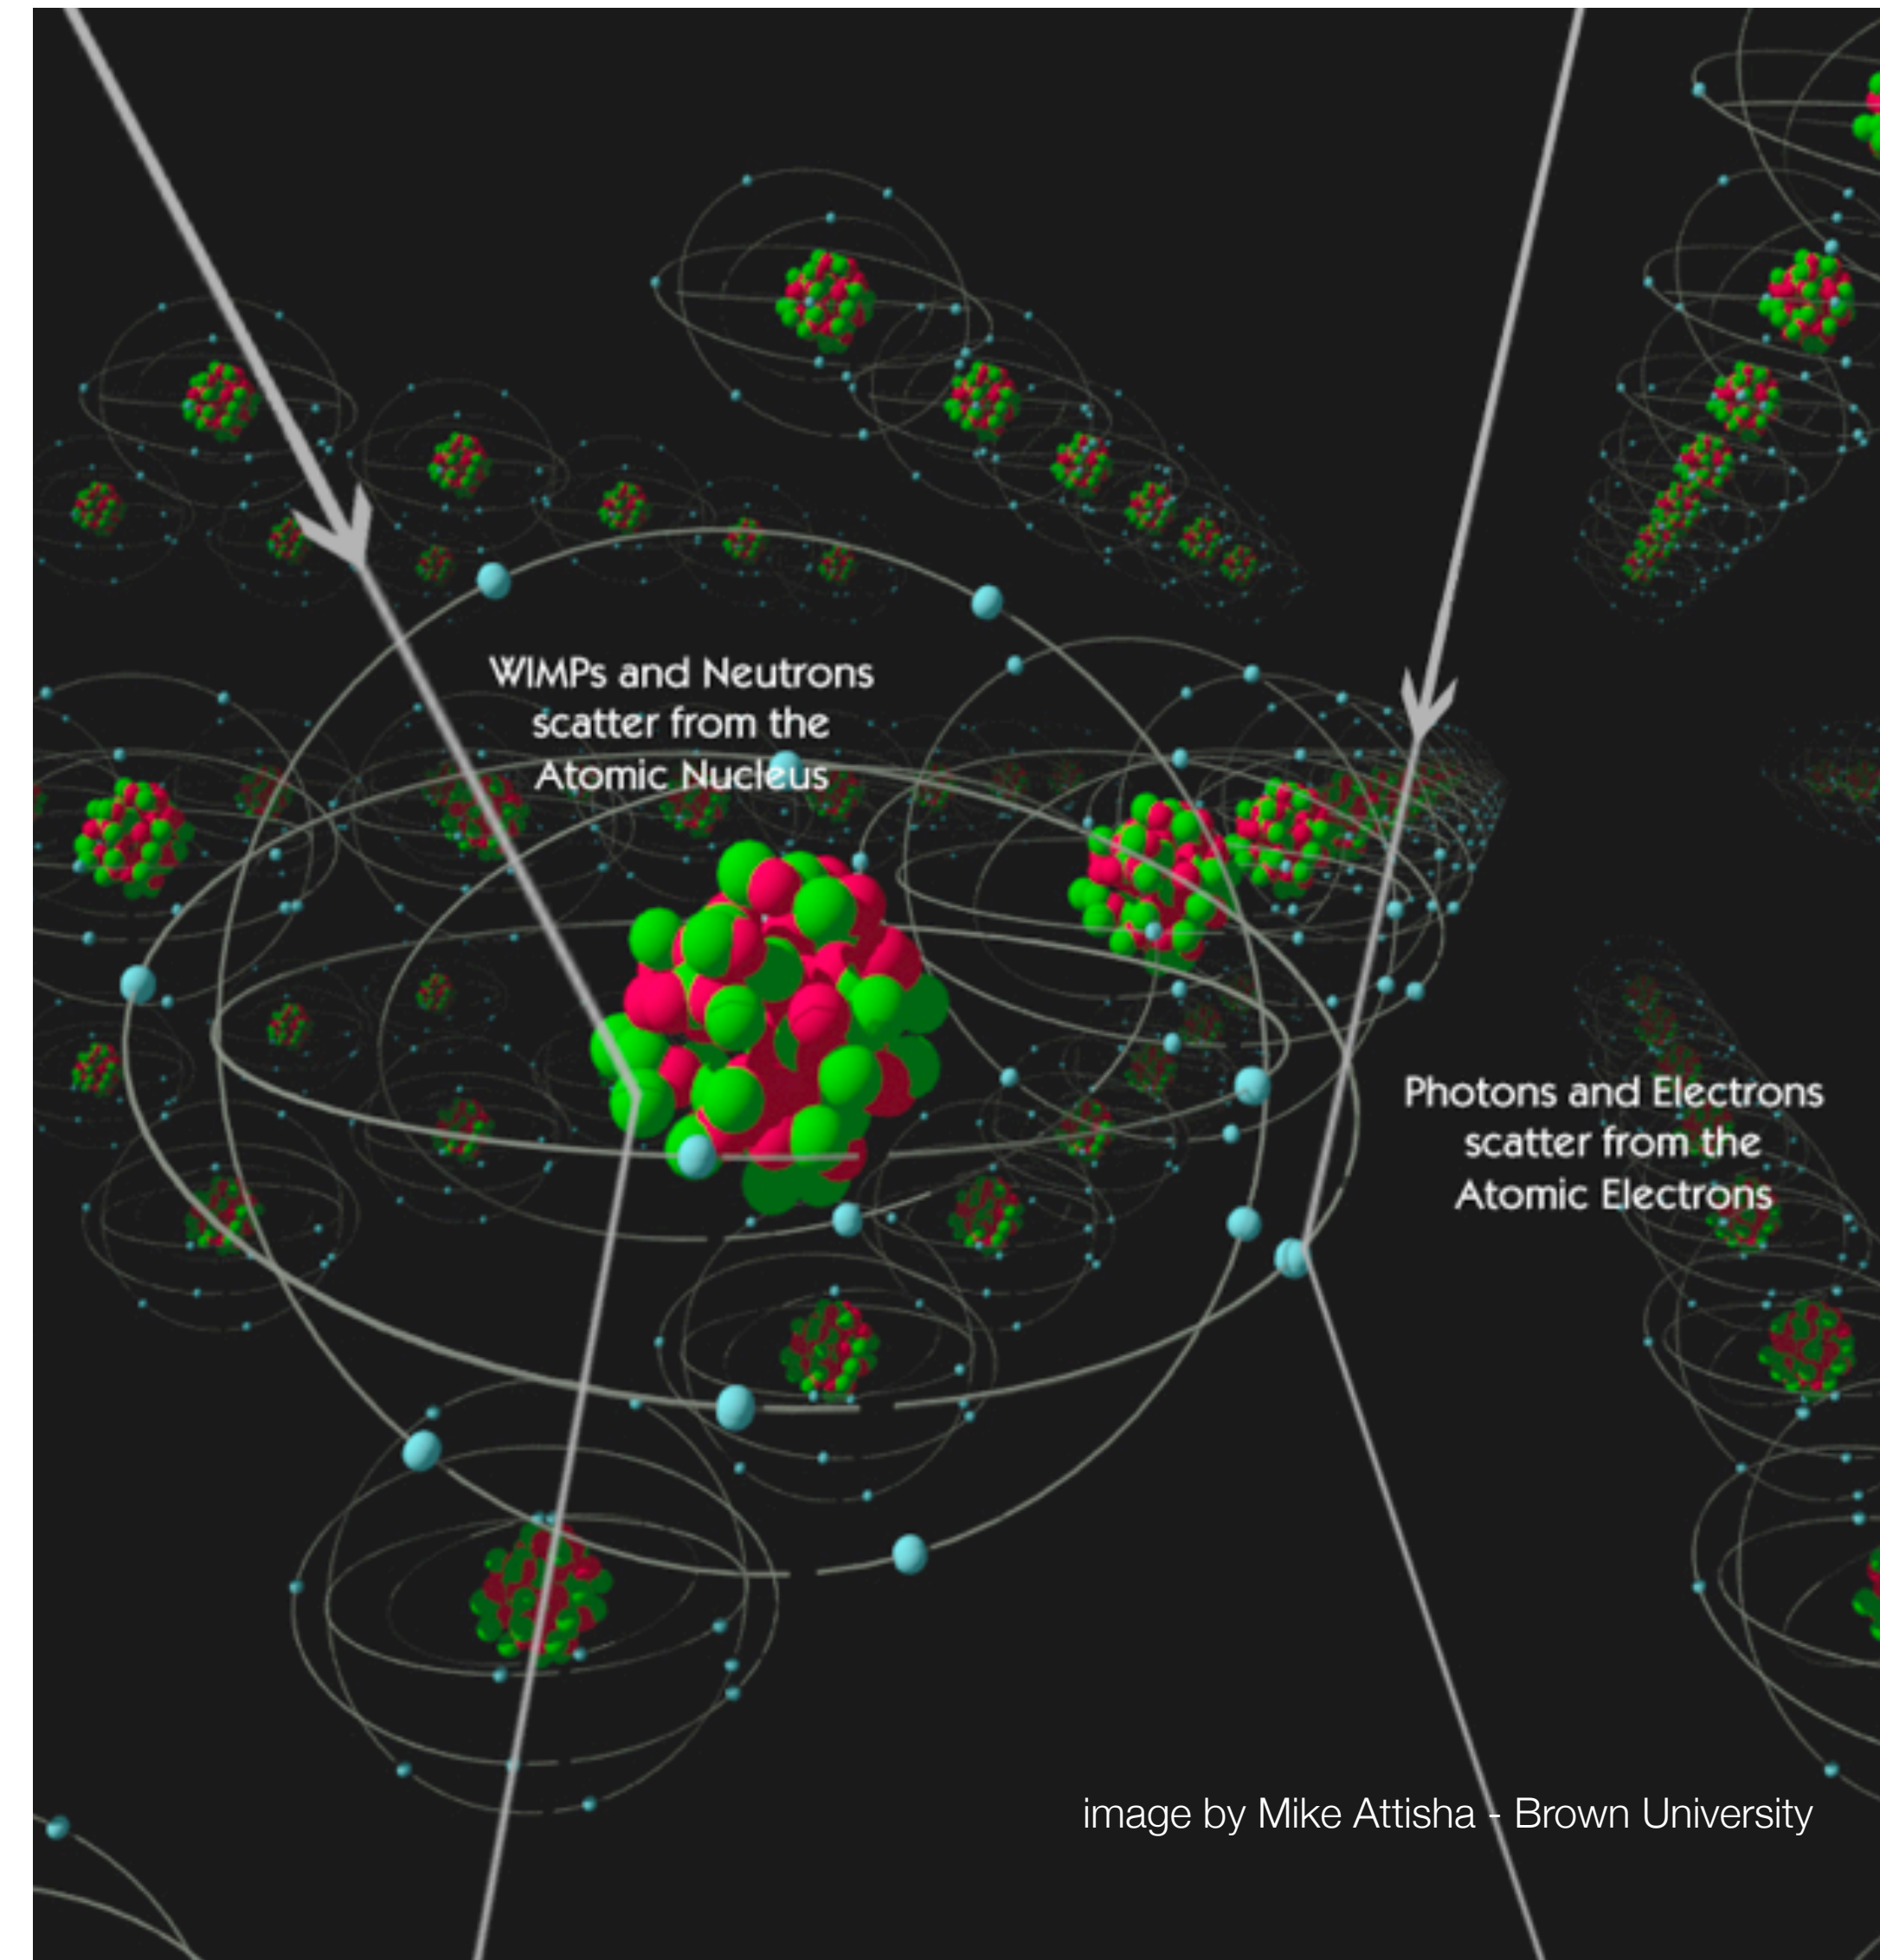 WIMPs and Neutrons
scatter from the
Atomic Nucleus
Photons and Electrons
scatter from the
Atomic Electrons
image by Mike Attisha - Brown University